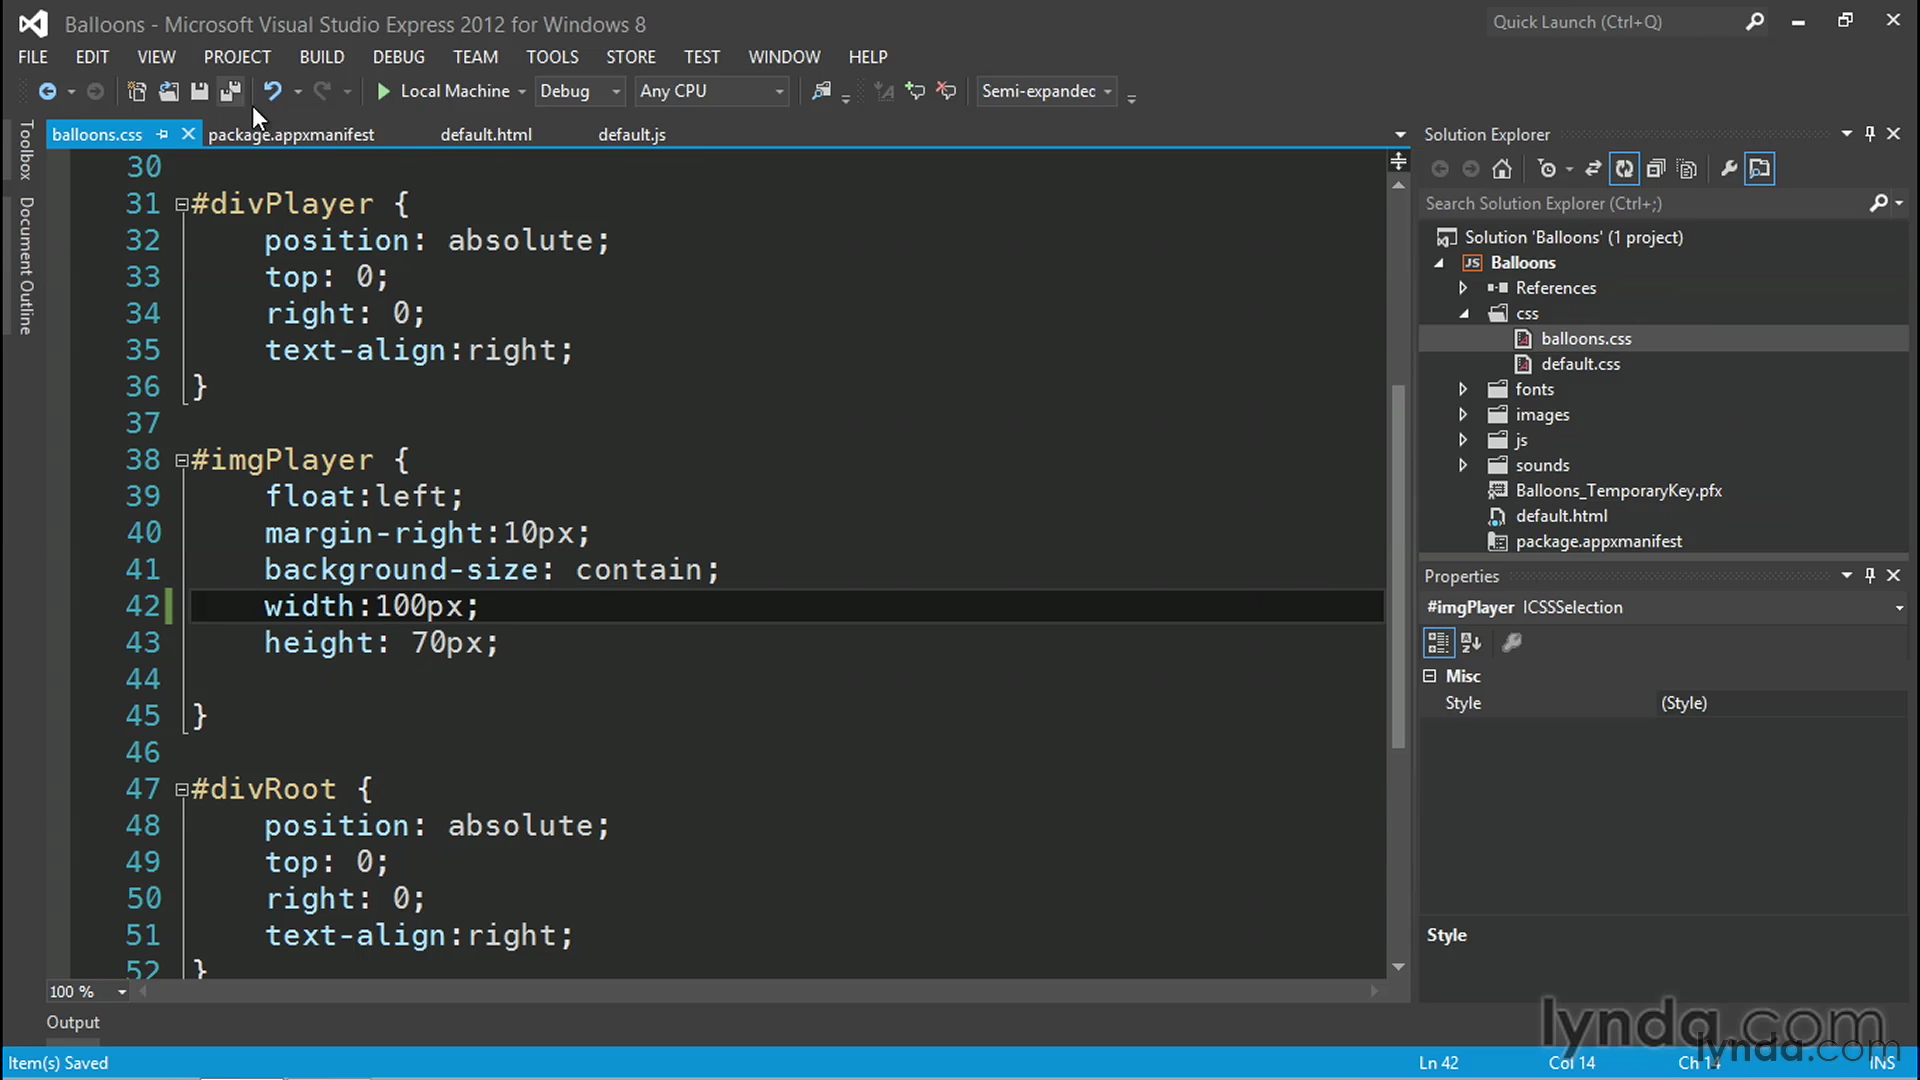 Balloons - Microsoft Visual Studio Express 2012 for Windows 8
Quick Launch (Ctrl+Q)
FILE EDIT VIEW PROJECT BUILD DEBUG TEAM TOOLS STORE TEST WINDOW HELP
Local Machine Debug Any CPU Semi-expandec
balloons.css package.appxmanifest default.html default.js
Toolbox
Document Outline
30
31 #divPlayer {
32 position: absolute;
33 top: 0;
34 right: 0;
35 text-align:right;
36 }
37
38 #imgPlayer {
39 float:left;
40 margin-right:10px;
41 background-size: contain;
42 width:100px;
43 height: 70px;
44
45 }
46
47 #divRoot {
48 position: absolute;
49 top: 0;
50 right: 0;
51 text-align:right;
52 }
100 %
Output
Solution Explorer
Search Solution Explorer (Ctrl+;)
Solution 'Balloons' (1 project)
JS Balloons
References
css
balloons.css
default.css
fonts
images
js
sounds
Balloons_TemporaryKey.pfx
default.html
package.appxmanifest
Properties
#imgPlayer ICSSSelection
Misc
Style (Style)
Style
lynda.com
lynda.com
Item(s) Saved Ln 42 Col 14 Ch 14 INS